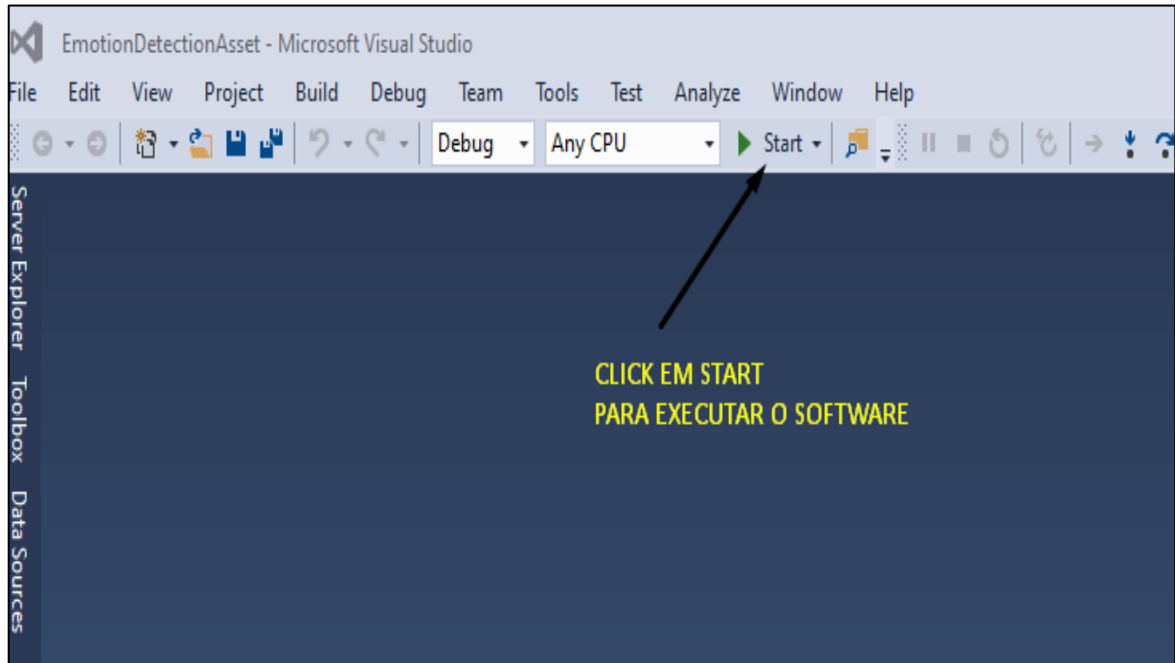 EmotionDetectionAsset - Microsoft Visual Studio
File Edit View Project Build Debug Team Tools Test Analyze Window Help
Debug Any CPU Start
Server Explorer
Toolbox
Data Sources
CLICK EM START
PARA EXECUTAR O SOFTWARE